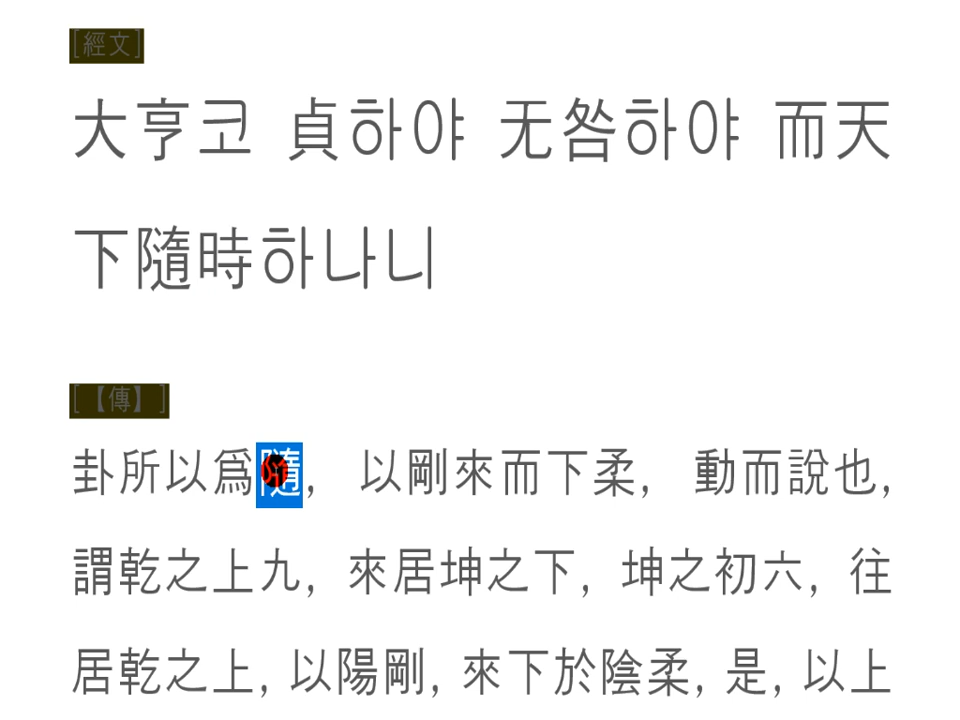 [經文]
大亨코 貞하야 无咎하야 而天
下隨時하나니
[【傳】]
卦所以爲隨, 以剛來而下柔, 動而說也,
謂乾之上九, 來居坤之下, 坤之初六, 往
居乾之上, 以陽剛, 來下於陰柔, 是, 以上